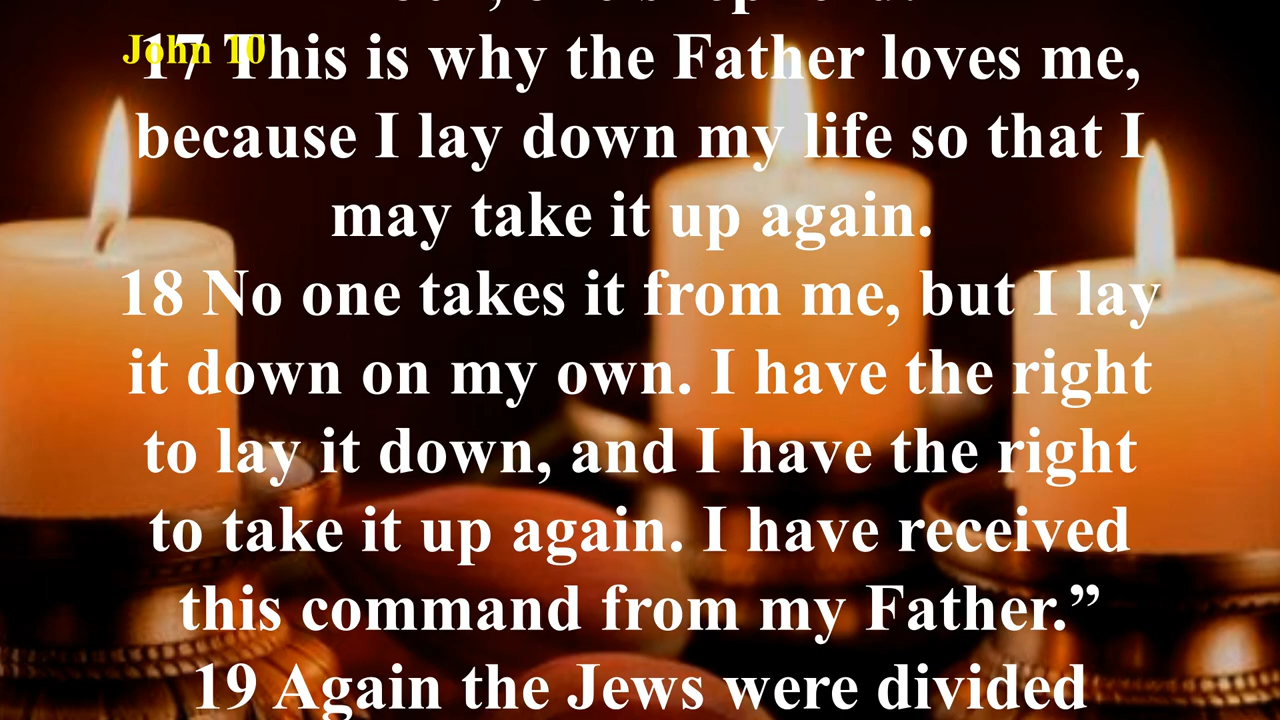 John 10
17 This is why the Father loves me,
because I lay down my life so that I
may take it up again.
18 No one takes it from me, but I lay
it down on my own. I have the right
to lay it down, and I have the right
to take it up again. I have received
this command from my Father.”
19 Again the Jews were divided